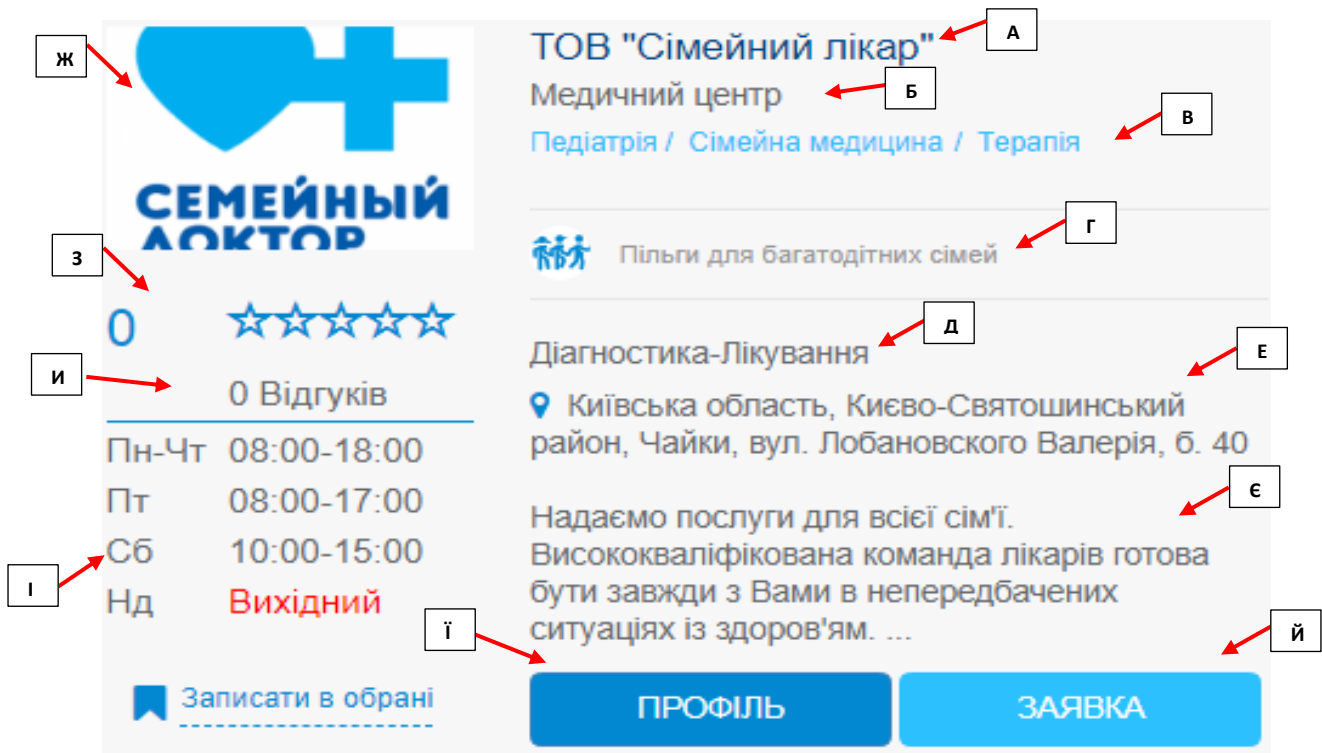 Ж
СЕМЕЙНЫЙ
ДОКТОР
З
0
И
0 Відгуків
Пн-Чт 08:00-18:00
Пт 08:00-17:00
Сб 10:00-15:00
І
Нд Вихідний
Записати в обрані
ТОВ "Сімейний лікар"
А
Медичний центр
Б
Педіатрія / Сімейна медицина / Терапія
В
Пільги для багатодітних сімей
Г
Діагностика-Лікування
Д
Е
Київська область, Києво-Святошинський
район, Чайки, вул. Лобановского Валерія, б. 40
Є
Надаємо послуги для всієї сім'ї.
Висококваліфікована команда лікарів готова
бути завжди з Вами в непередбачених
ситуаціях із здоров'ям. ...
Ї
Й
ПРОФІЛЬ
ЗАЯВКА